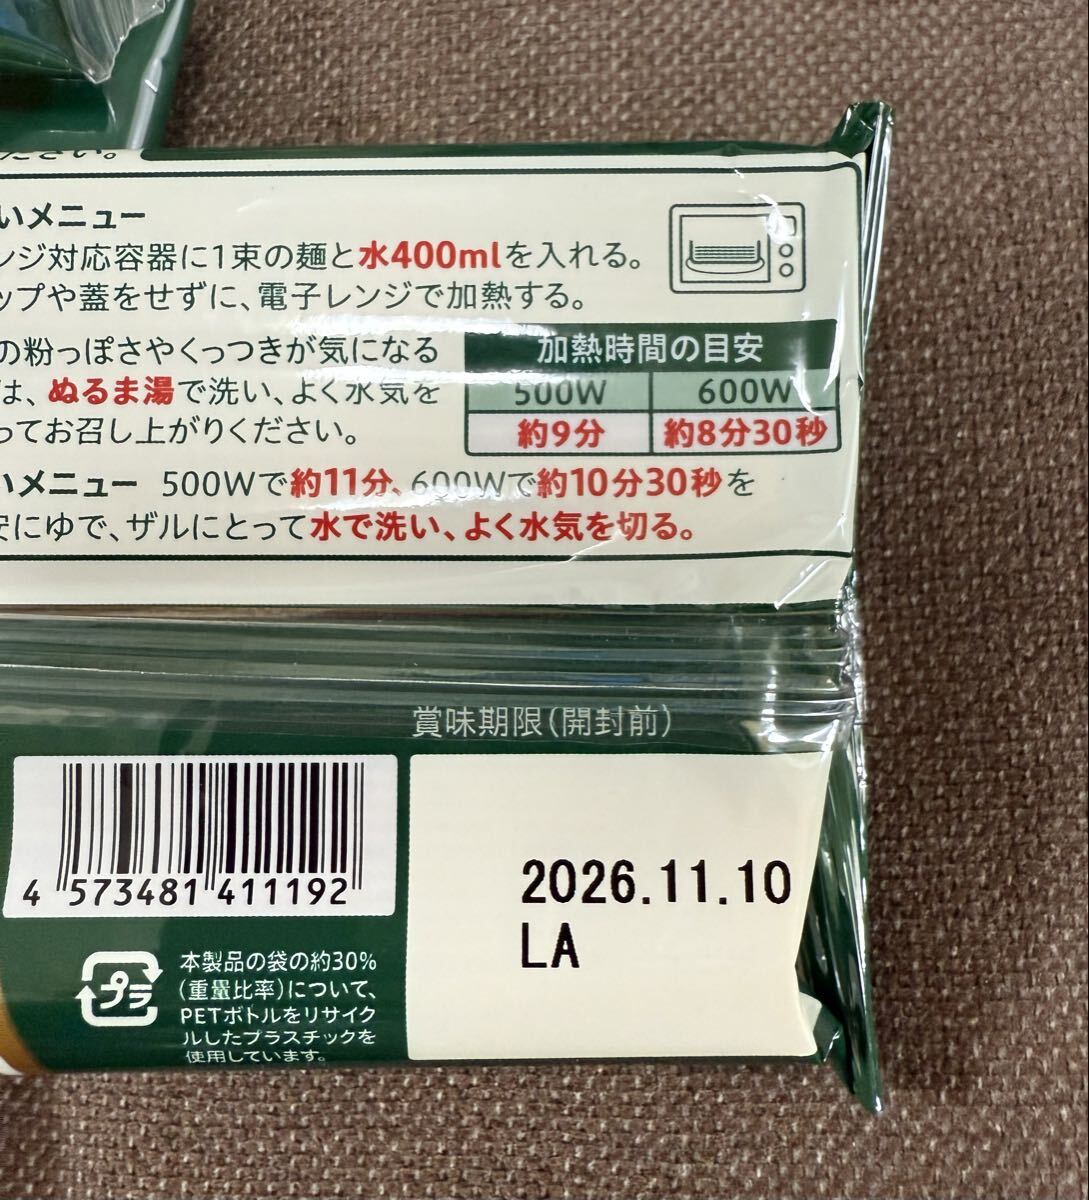 ださい。
いメニュー
ンジ対応容器に1束の麺と水400mlを入れる。
ップや蓋をせずに、電子レンジで加熱する。
の粉っぽさやくっつきが気になる
は、ぬるま湯で洗い、よく水気を
ってお召し上がりください。
加熱時間の目安
500W 600W
約9分 約8分30秒
いメニュー 500Wで約11分、600Wで約10分30秒を
安にゆで、ザルにとって水で洗い、よく水気を切る。
賞味期限(開封前)
4 573481 411192
2026.11.10
LA
プラ
本製品の袋の約30%
(重量比率)について、
PETボトルをリサイク
ルしたプラスチックを
使用しています。